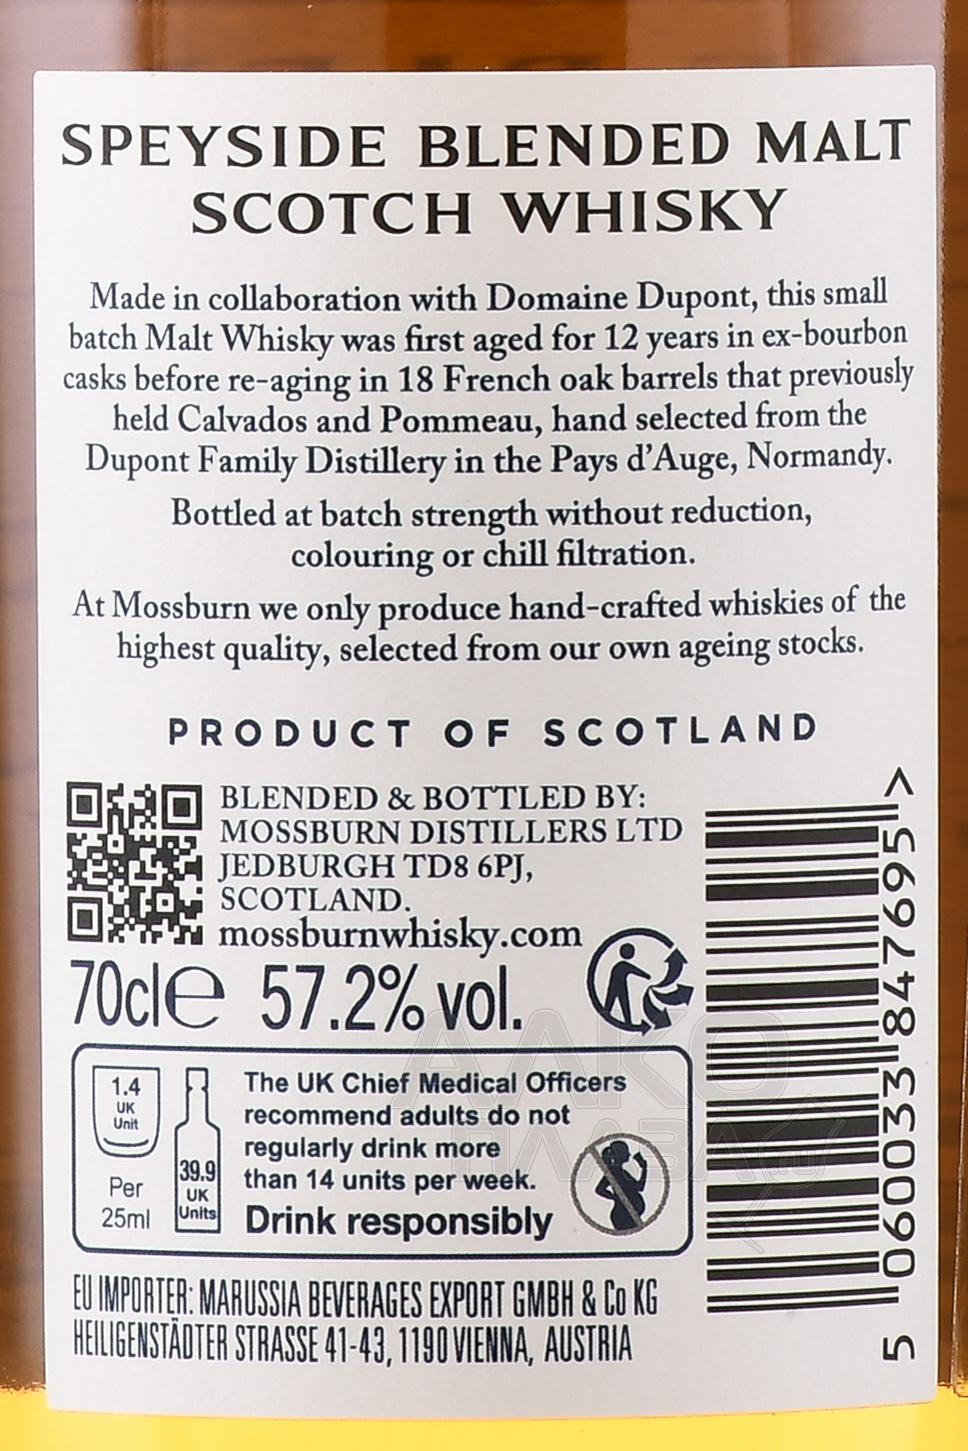 SPEYSIDE BLENDED MALT
SCOTCH WHISKY
Made in collaboration with Domaine Dupont, this small
batch Malt Whisky was first aged for 12 years in ex-bourbon
casks before re-aging in 18 French oak barrels that previously
held Calvados and Pommeau, hand selected from the
Dupont Family Distillery in the Pays d'Auge, Normandy.
Bottled at batch strength without reduction,
colouring or chill filtration.
At Mossburn we only produce hand-crafted whiskies of the
highest quality, selected from our own ageing stocks.
PRODUCT OF SCOTLAND
BLENDED & BOTTLED BY:
MOSSBURN DISTILLERS LTD
JEDBURGH TD8 6PJ,
SCOTLAND.
mossburnwhisky.com
70cl e 57.2% vol.
1.4
UK
Unit
Per
25ml
39.9
UK
Units
The UK Chief Medical Officers
recommend adults do not
regularly drink more
than 14 units per week.
Drink responsibly
EU IMPORTER: MARUSSIA BEVERAGES EXPORT GMBH & Co KG
HEILIGENSTÄDTER STRASSE 41-43, 1190 VIENNA, AUSTRIA
5 060033 847695 >